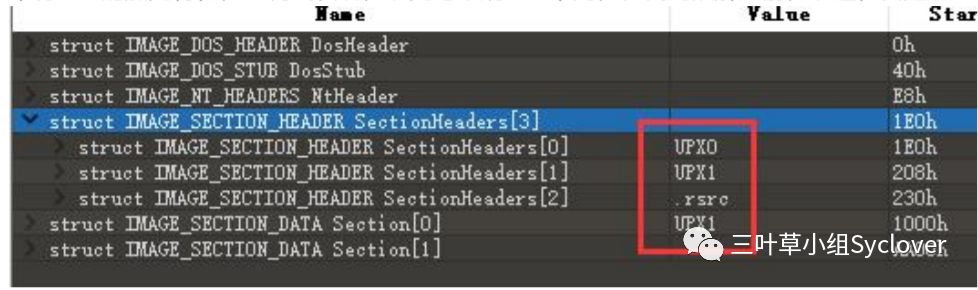 Name Value Star
struct IMAGE_DOS_HEADER DosHeader 0h
struct IMAGE_DOS_STUB DosStub 40h
struct IMAGE_NT_HEADERS NtHeader E8h
struct IMAGE_SECTION_HEADER SectionHeaders[3] 1E0h
struct IMAGE_SECTION_HEADER SectionHeaders[0] UPX0 1E0h
struct IMAGE_SECTION_HEADER SectionHeaders[1] UPX1 208h
struct IMAGE_SECTION_HEADER SectionHeaders[2] .rsrc 230h
struct IMAGE_SECTION_DATA Section[0] UPX1 1000h
struct IMAGE_SECTION_DATA Section[1]
三叶草小组Syclover